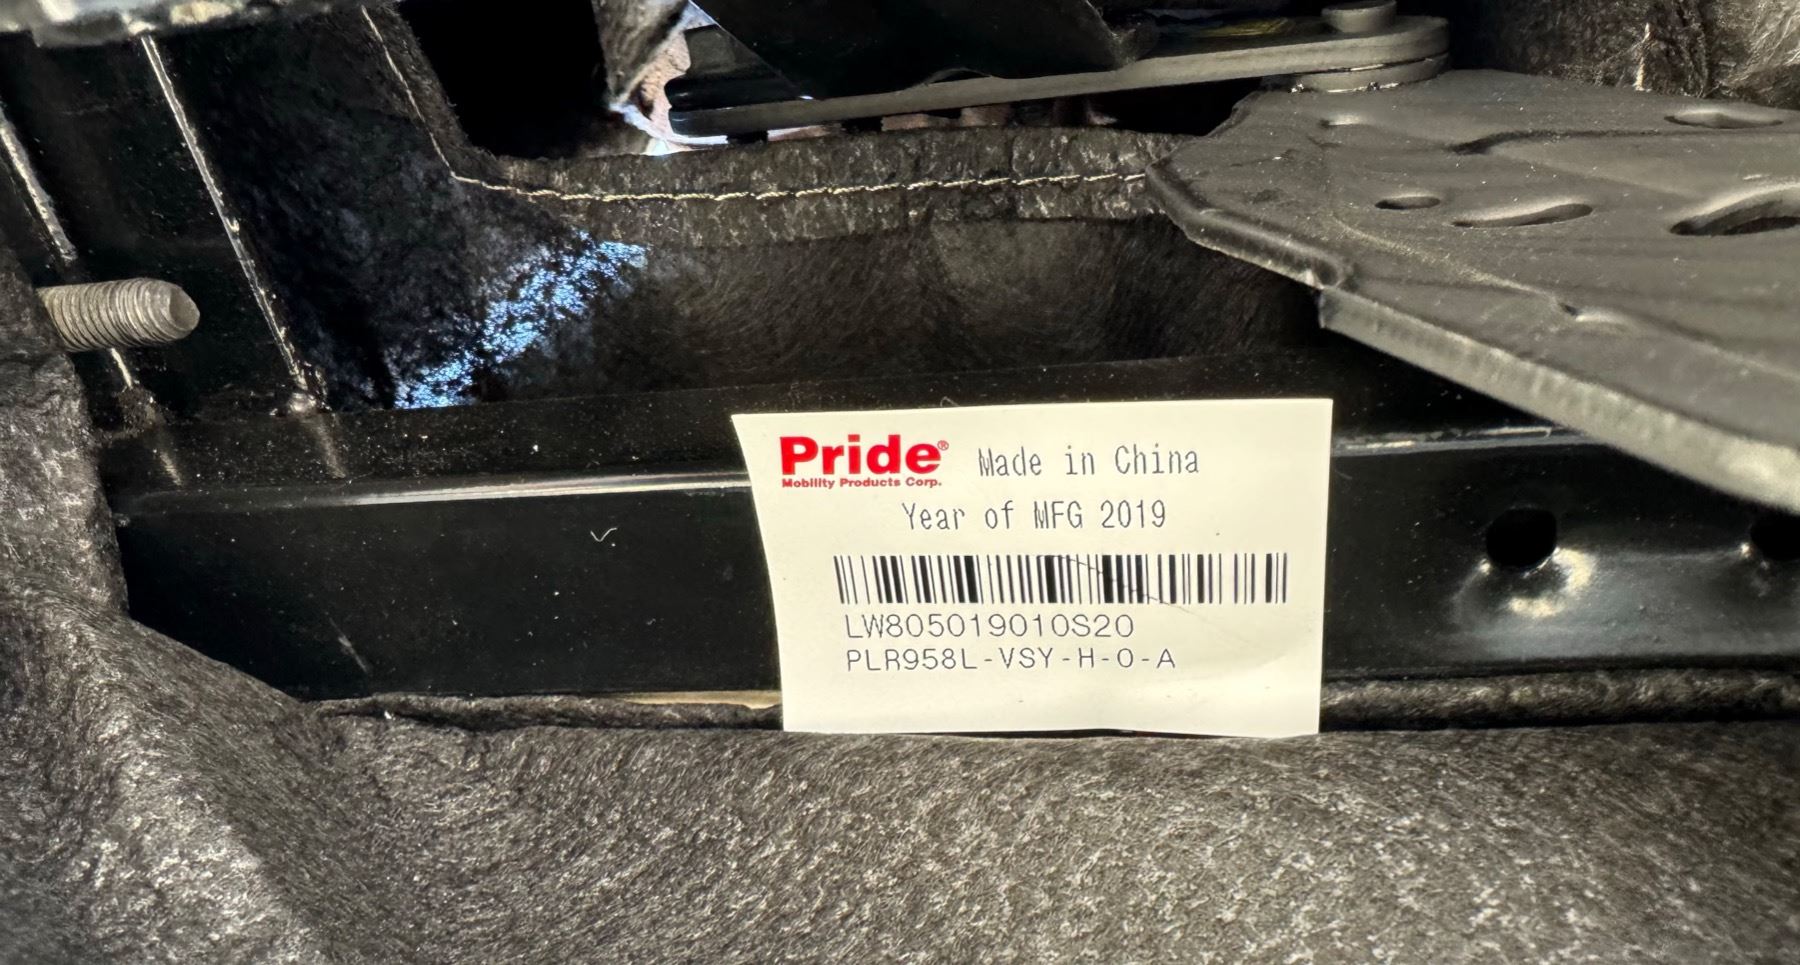 Pride® Made in China
Mobility Products Corp.
Year of MFG 2019
LW805019010S20
PLR958L-VSY-H-0-A